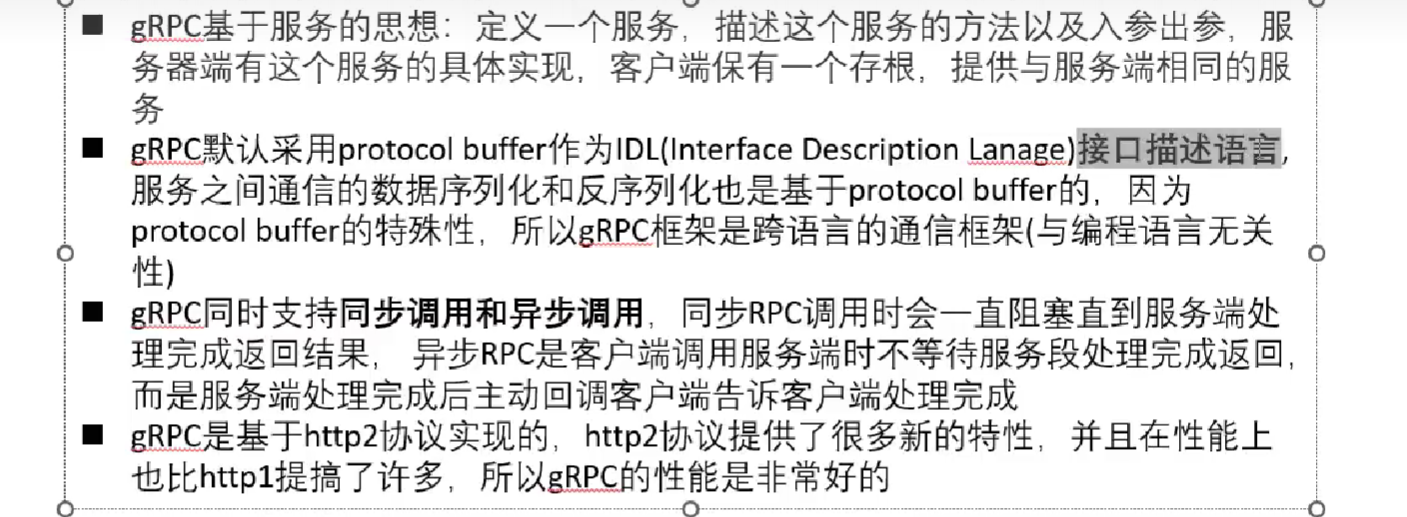 ■ gRPC基于服务的思想：定义一个服务，描述这个服务的方法以及入参出参，服
务器端有这个服务的具体实现，客户端保有一个存根，提供与服务端相同的服
务
■ gRPC默认采用protocol buffer作为IDL(Interface Description Lanage)接口描述语言,
服务之间通信的数据序列化和反序列化也是基于protocol buffer的，因为
protocol buffer的特殊性，所以gRPC框架是跨语言的通信框架(与编程语言无关
性)
■ gRPC同时支持同步调用和异步调用，同步RPC调用时会一直阻塞直到服务端处
理完成返回结果， 异步RPC是客户端调用服务端时不等待服务段处理完成返回，
而是服务端处理完成后主动回调客户端告诉客户端处理完成
■ gRPC是基于http2协议实现的，http2协议提供了很多新的特性，并且在性能上
也比http1提搞了许多，所以gRPC的性能是非常好的